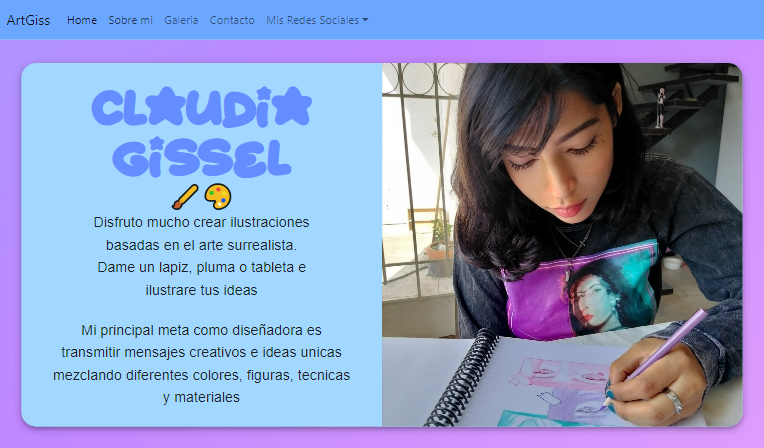 ArtGiss Home Sobre mi Galeria Contacto Mis Redes Sociales
CLAUDiA
GiSSEL
Disfruto mucho crear ilustraciones
basadas en el arte surrealista.
Dame un lapiz, pluma o tableta e
ilustrare tus ideas
Mi principal meta como diseñadora es
transmitir mensajes creativos e ideas unicas
mezclando diferentes colores, figuras, tecnicas
y materiales